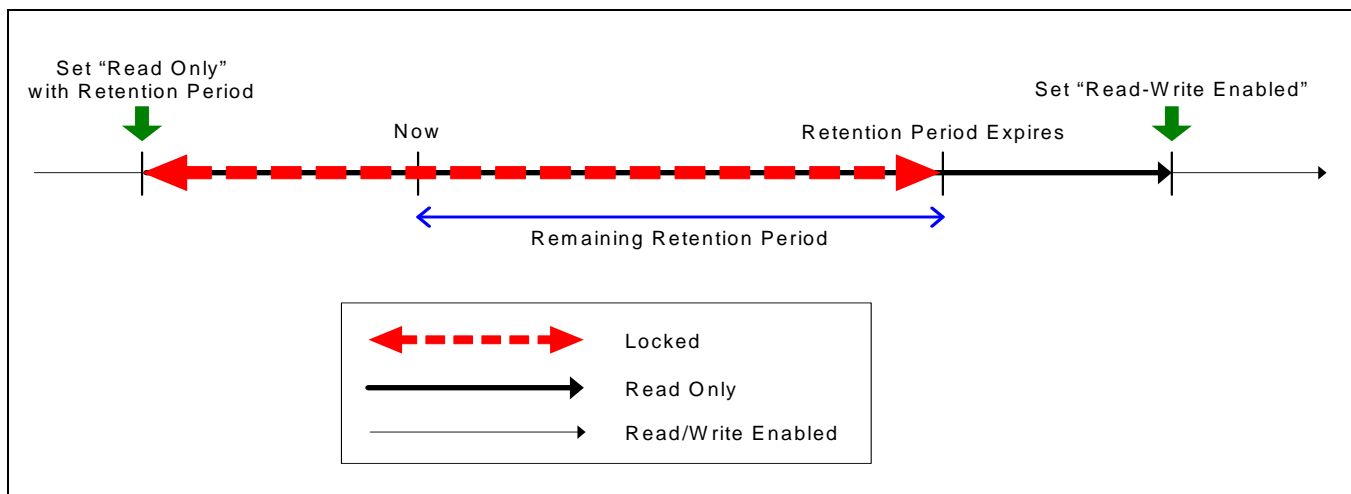 Set “Read Only”
with Retention Period
Set “Read-Write Enabled”
Now
Retention Period Expires
Remaining Retention Period
Locked
Read Only
Read/Write Enabled